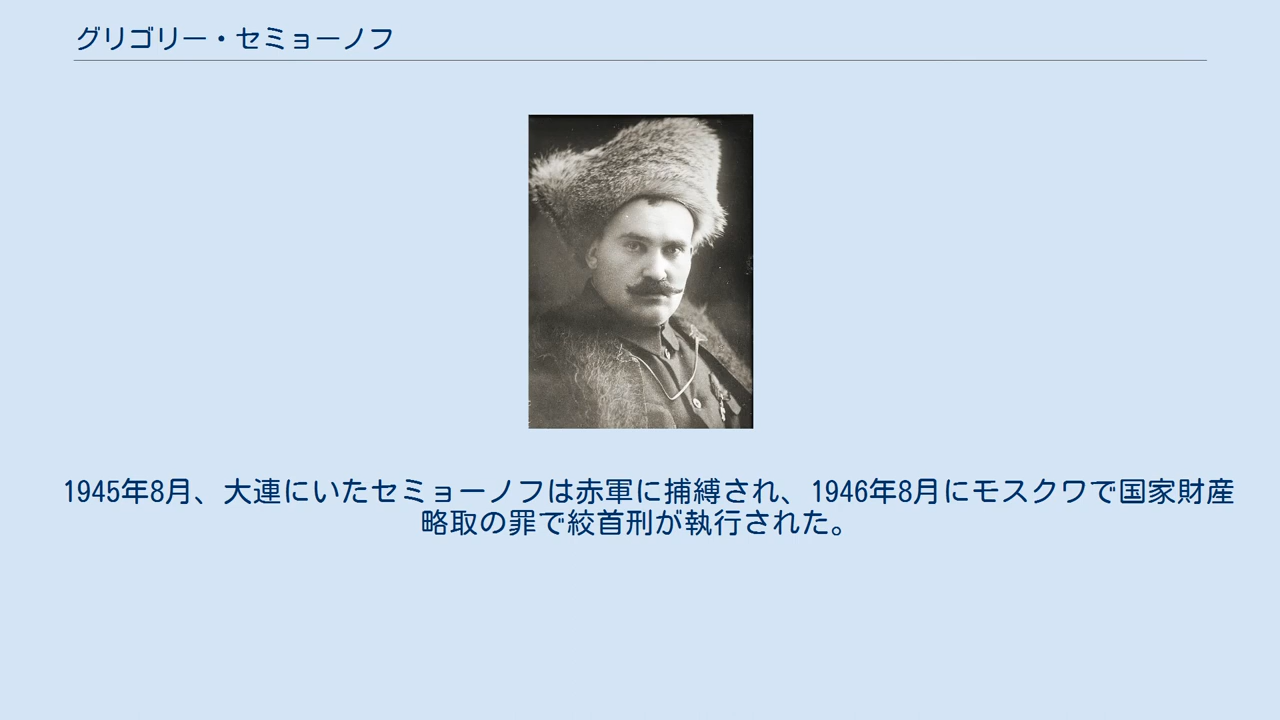 グリゴリー・セミョーノフ
1945年8月、大連にいたセミョーノフは赤軍に捕縛され、1946年8月にモスクワで国家財産
略取の罪で絞首刑が執行された。